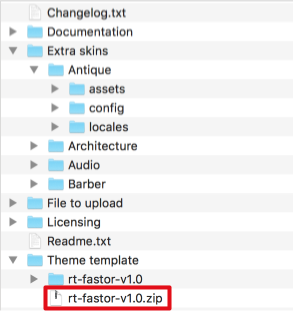 Changelog.txt
Documentation
Extra skins
Antique
assets
config
locales
Architecture
Audio
Barber
File to upload
Licensing
Readme.txt
Theme template
rt-fastor-v1.0
rt-fastor-v1.0.zip